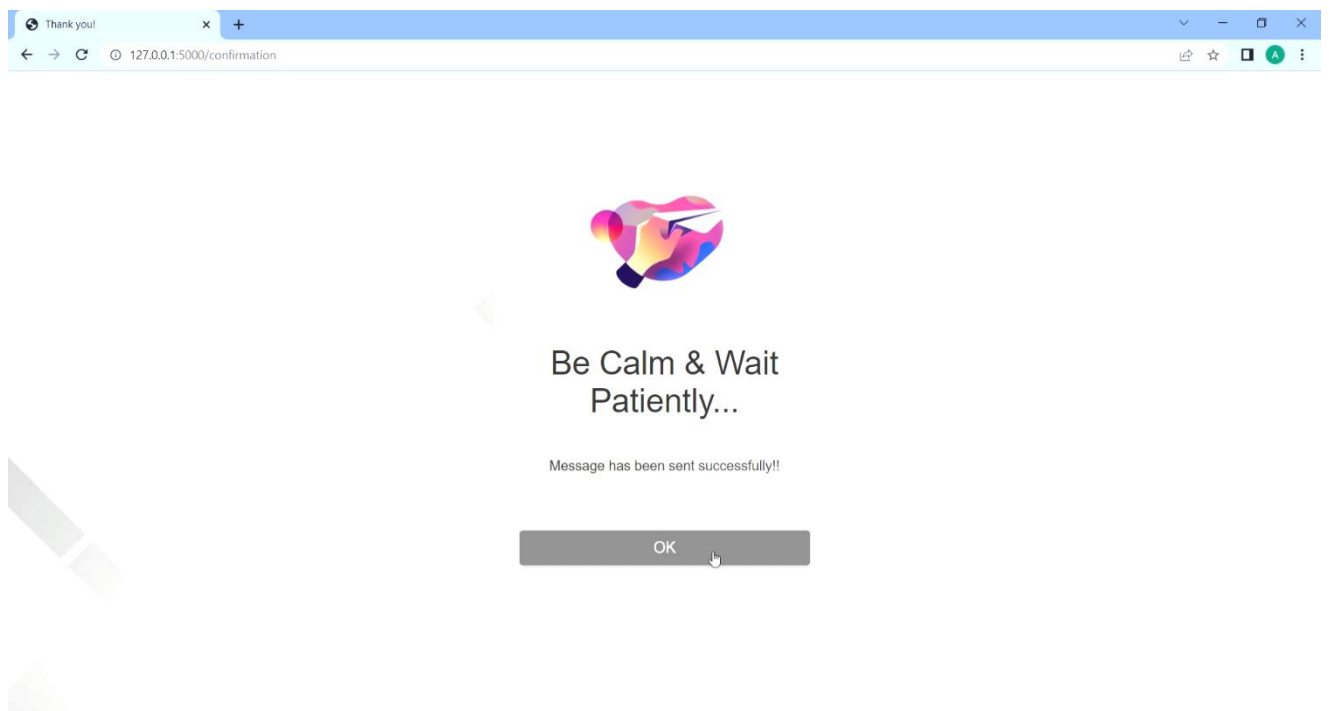 Thank you!
127.0.0.1:5000/confirmation
A
Be Calm & Wait
Patiently...
Message has been sent successfully!!
OK